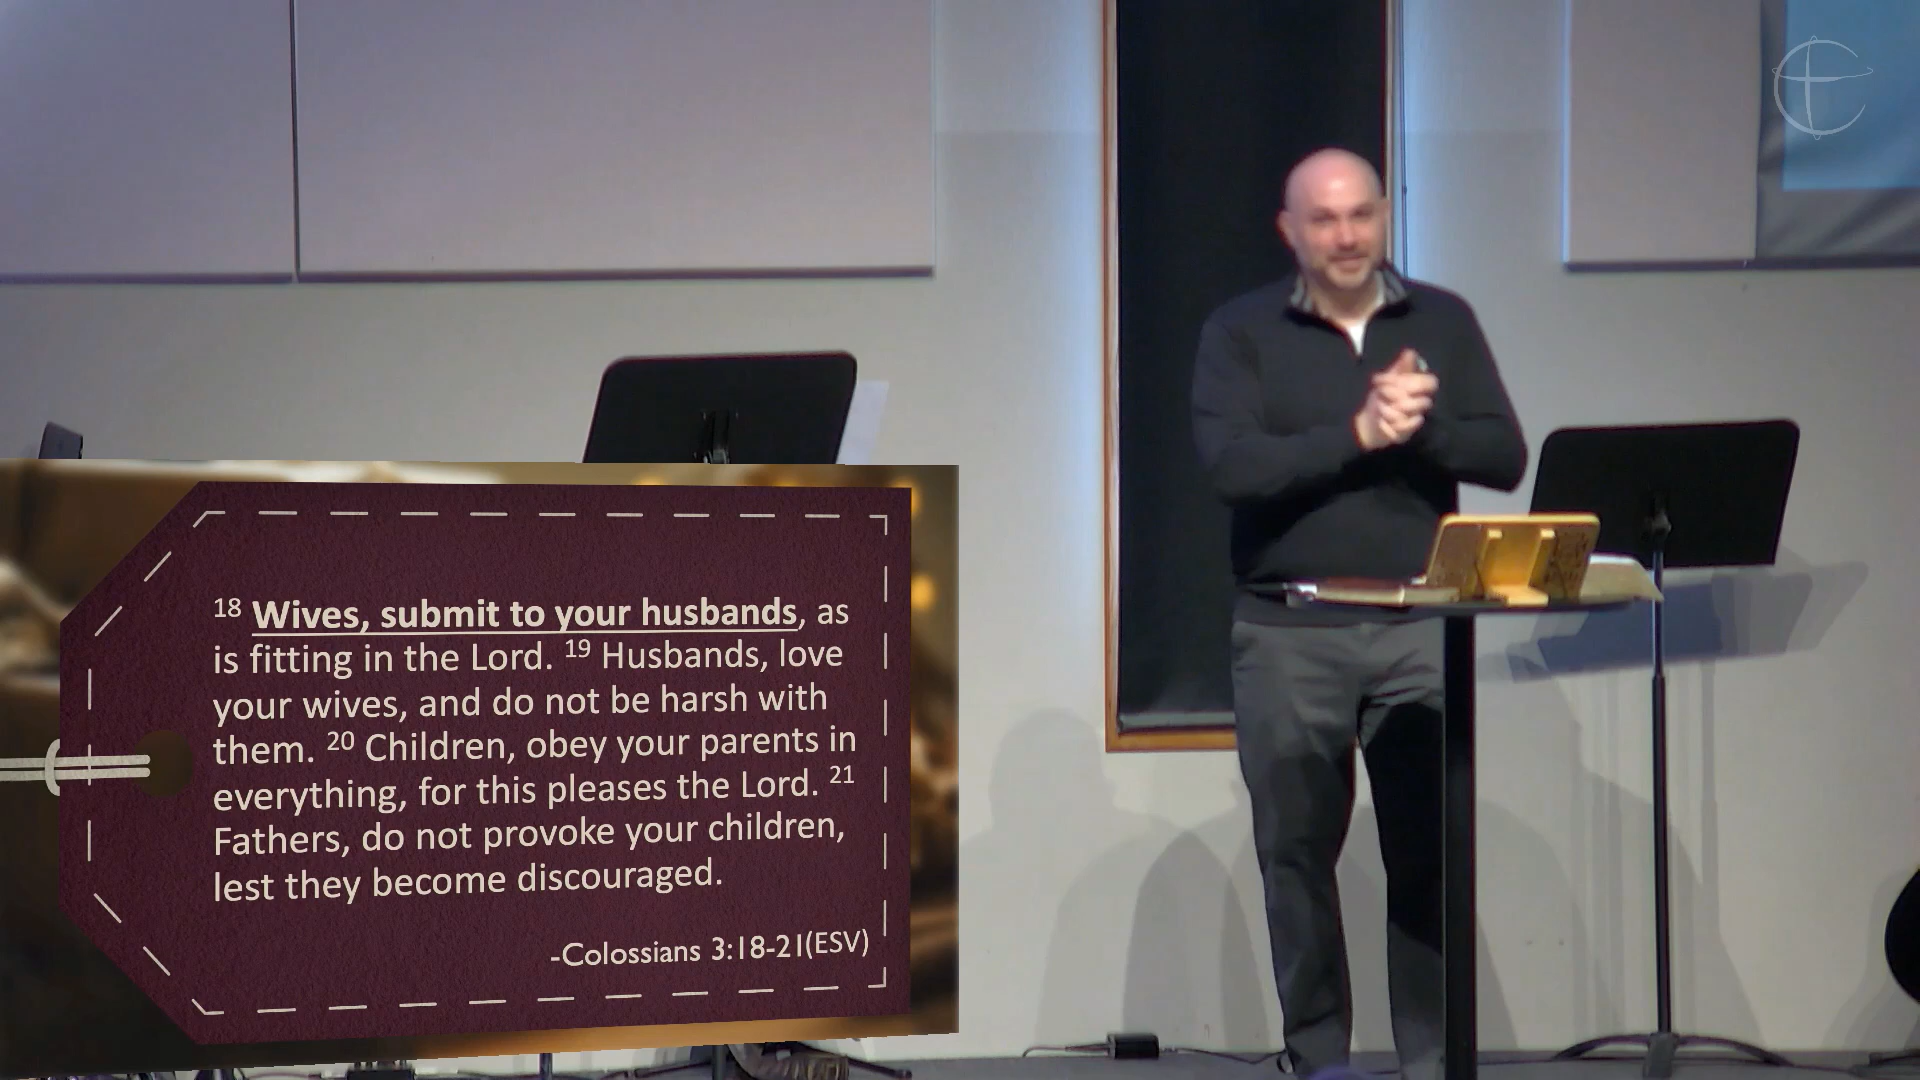 18 Wives, submit to your husbands, as
is fitting in the Lord. 19 Husbands, love
your wives, and do not be harsh with
them. 20 Children, obey your parents in
everything, for this pleases the Lord. 21
Fathers, do not provoke your children,
lest they become discouraged.
-Colossians 3:18-21(ESV)